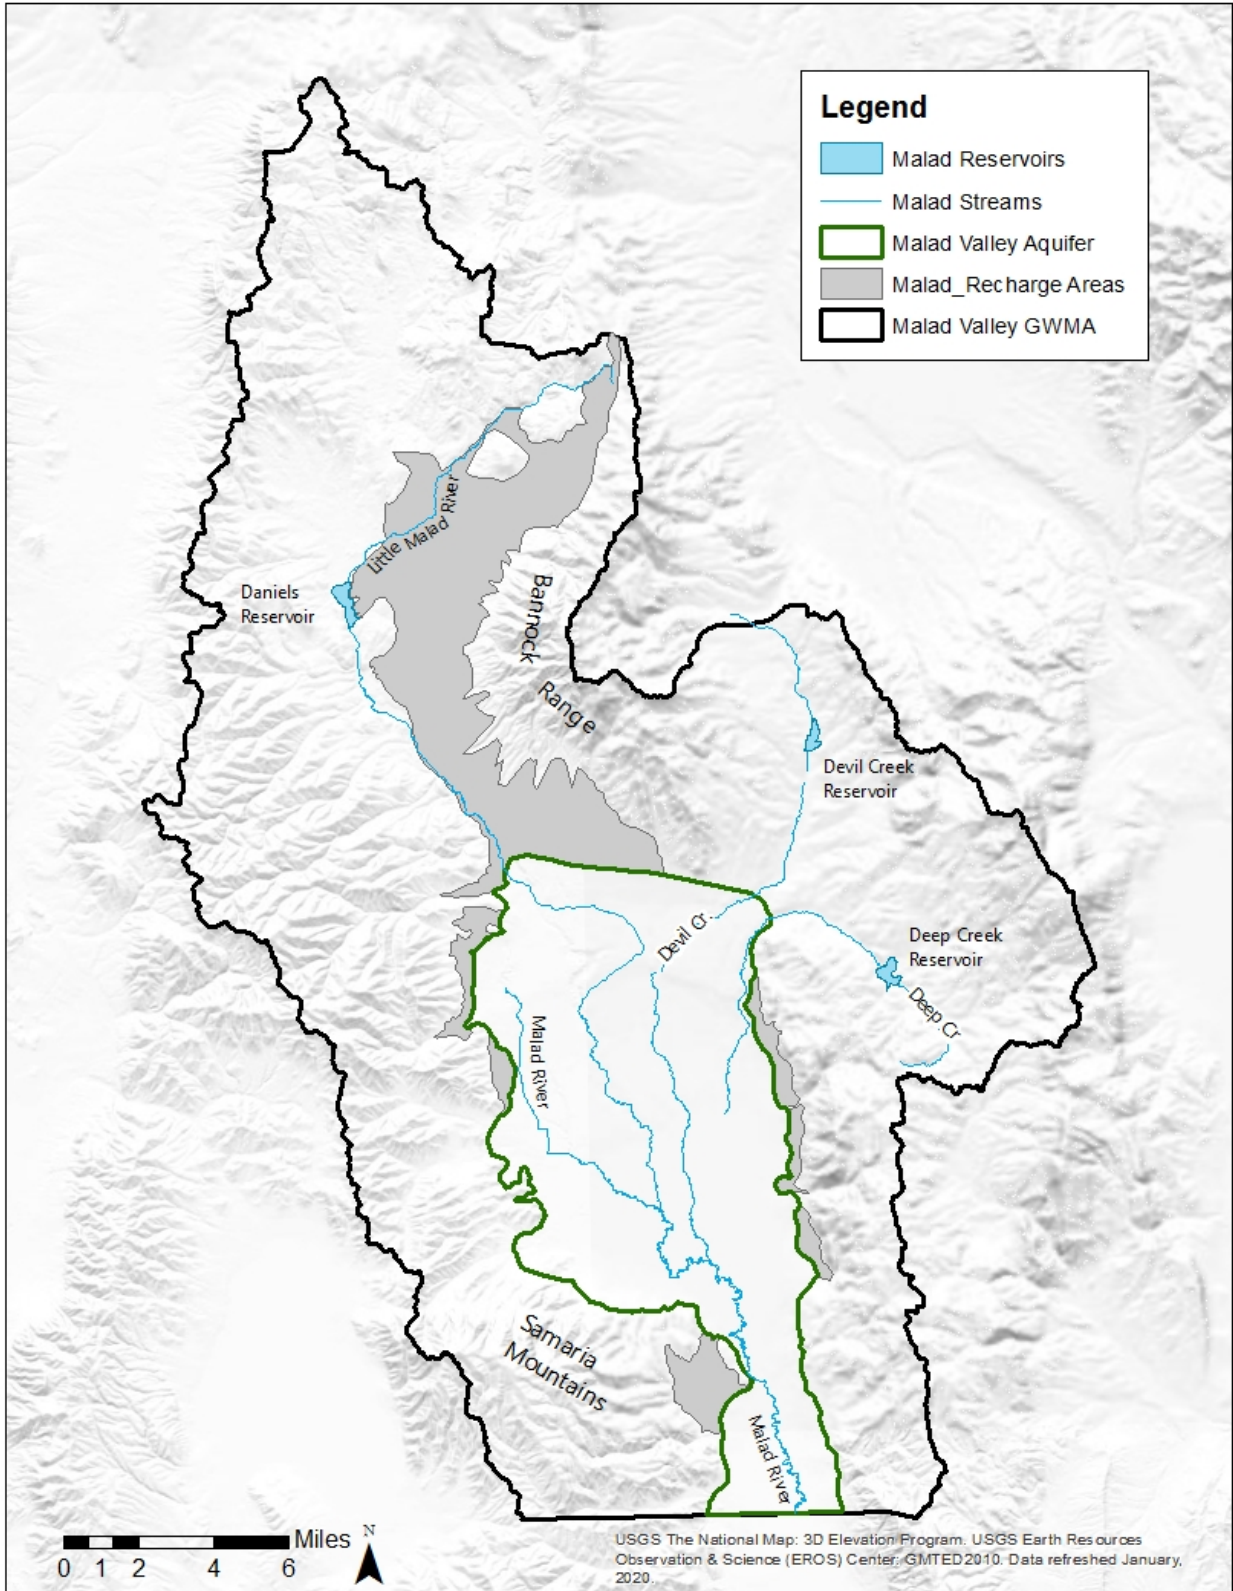 Legend
Malad Reservoirs
Malad Streams
Malad Valley Aquifer
Malad_Recharge Areas
Malad Valley GWMA
Little Malad River
Daniels
Reservoir
Bannock
Range
Devil Creek
Reservoir
Devil Cr.
Deep Creek
Reservoir
Deep Cr
Malad River
Samaria
Mountains
Malad River
Miles
0 1 2 4 6
N
USGS The National Map: 3D Elevation Program. USGS Earth Resources
Observation & Science (EROS) Center: GMTED2010. Data refreshed January,
2020.